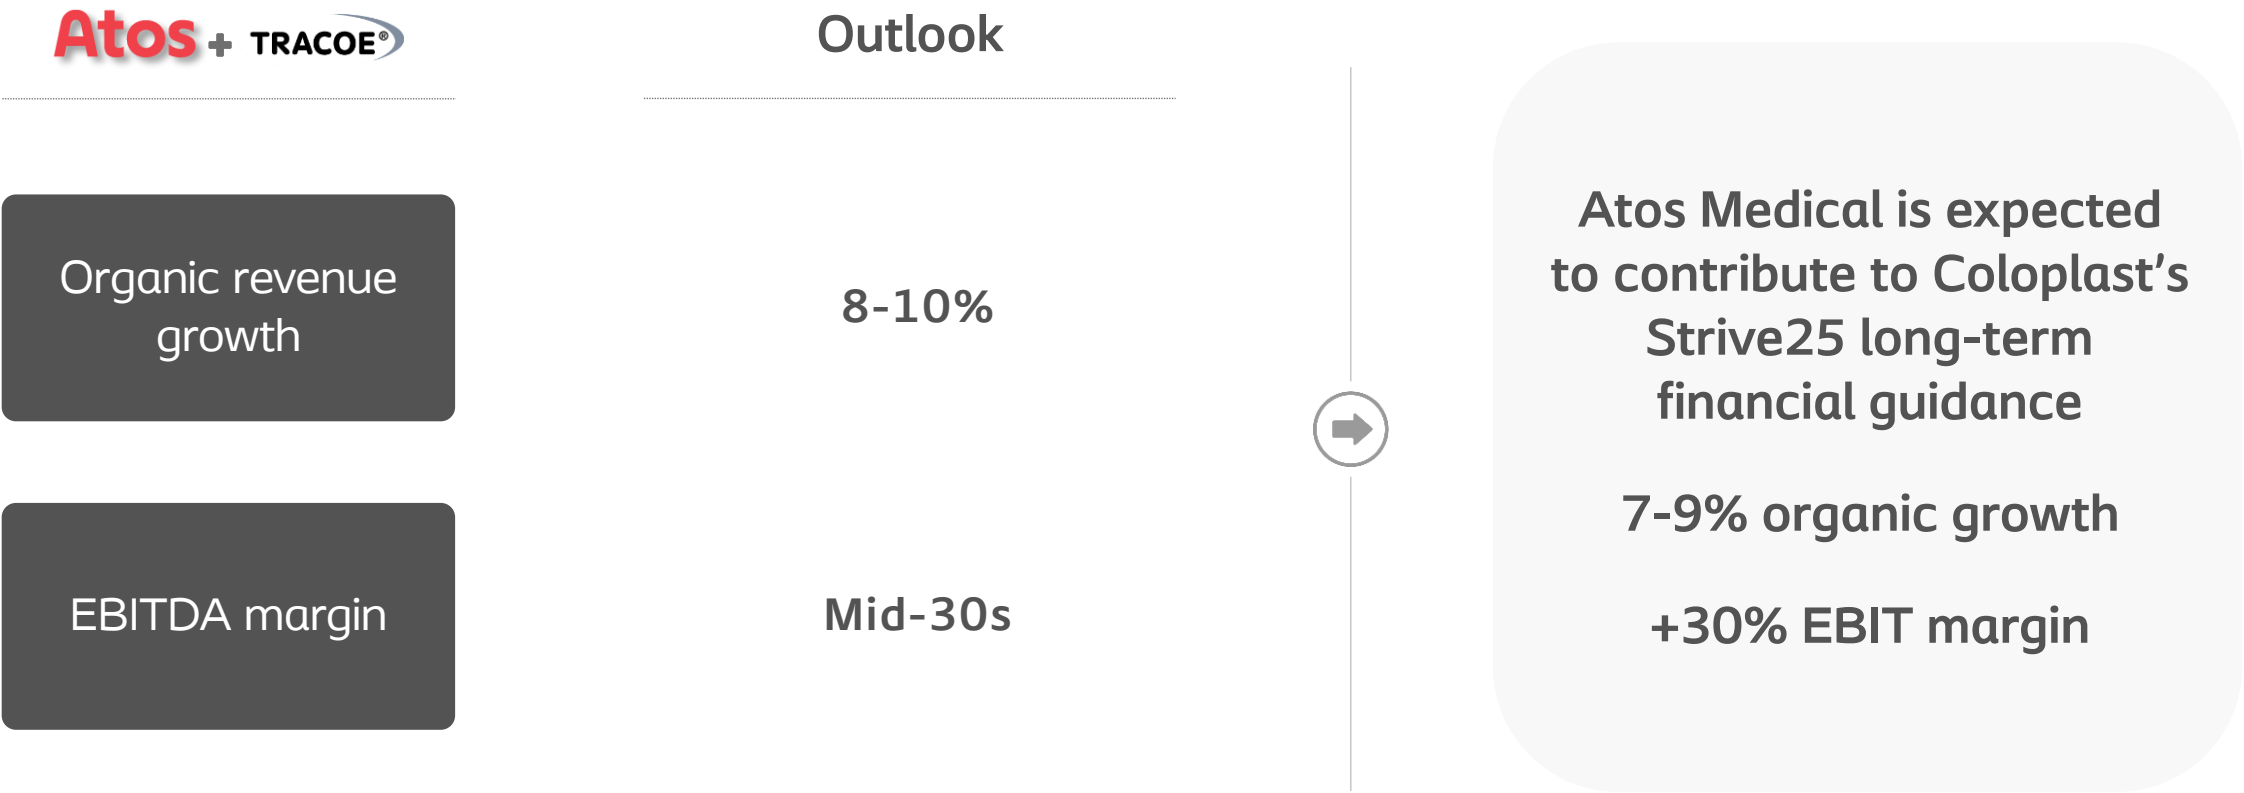 Atos + TRACOE®
Outlook
Organic revenue
growth
8-10%
EBITDA margin
Mid-30s
Atos Medical is expected
to contribute to Coloplast’s
Strive25 long-term
financial guidance
7-9% organic growth
+30% EBIT margin